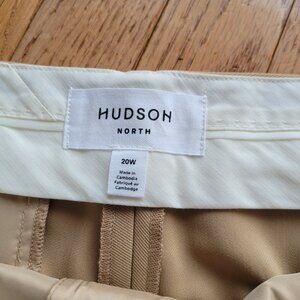 HUDSON
NORTH
20W
Made in
Cambodia
Fabriqué au
Cambodge